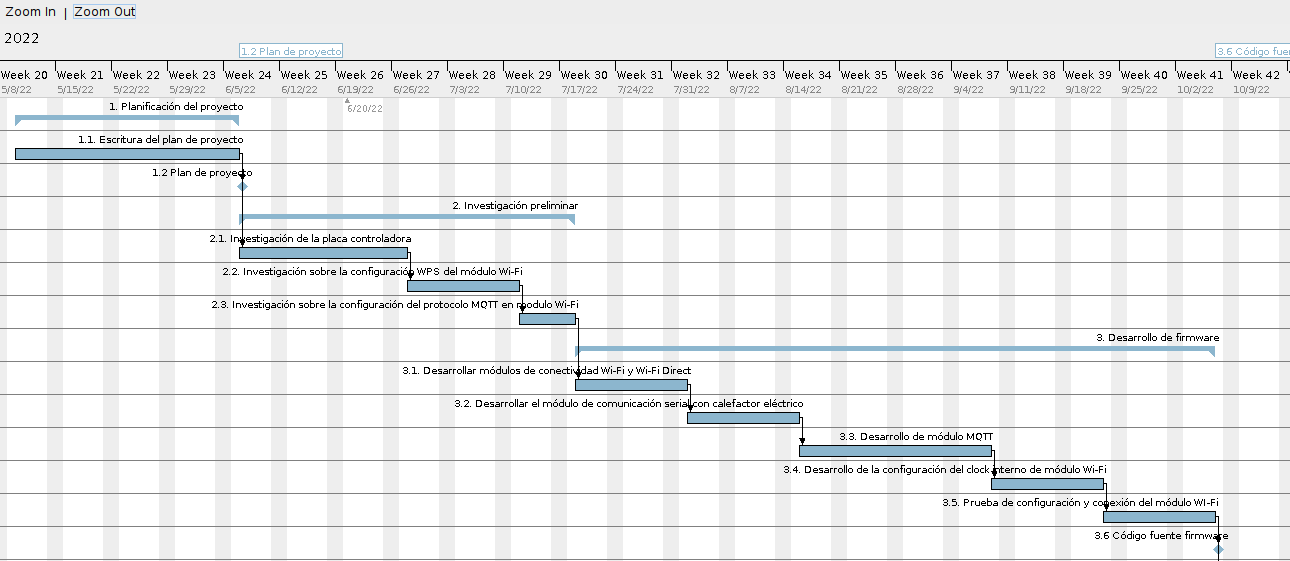 Zoom In | Zoom Out
2022
1.2 Plan de proyecto
3.6 Código fue
Week 20 Week 21 Week 22 Week 23 Week 24 Week 25 Week 26 Week 27 Week 28 Week 29 Week 30 Week 31 Week 32 Week 33 Week 34 Week 35 Week 36 Week 37 Week 38 Week 39 Week 40 Week 41 Week 42
5/8/22 5/15/22 5/22/22 5/29/22 6/5/22 6/12/22 6/19/22 6/26/22 7/3/22 7/10/22 7/17/22 7/24/22 7/31/22 8/7/22 8/14/22 8/21/22 8/28/22 9/4/22 9/11/22 9/18/22 9/25/22 10/2/22 10/9/22
6/20/22
1. Planificación del proyecto
1.1. Escritura del plan de proyecto
1.2 Plan de proyecto
2. Investigación preliminar
2.1. Investigación de la placa controladora
2.2. Investigación sobre la configuración WPS del módulo Wi-Fi
2.3. Investigación sobre la configuración del protocolo MQTT en modulo Wi-Fi
3. Desarrollo de firmware
3.1. Desarrollar módulos de conectividad Wi-Fi y Wi-Fi Direct
3.2. Desarrollar el módulo de comunicación serial con calefactor eléctrico
3.3. Desarrollo de módulo MQTT
3.4. Desarrollo de la configuración del clock interno de módulo Wi-Fi
3.5. Prueba de configuración y conexión del módulo WI-Fi
3.6 Código fuente firmware